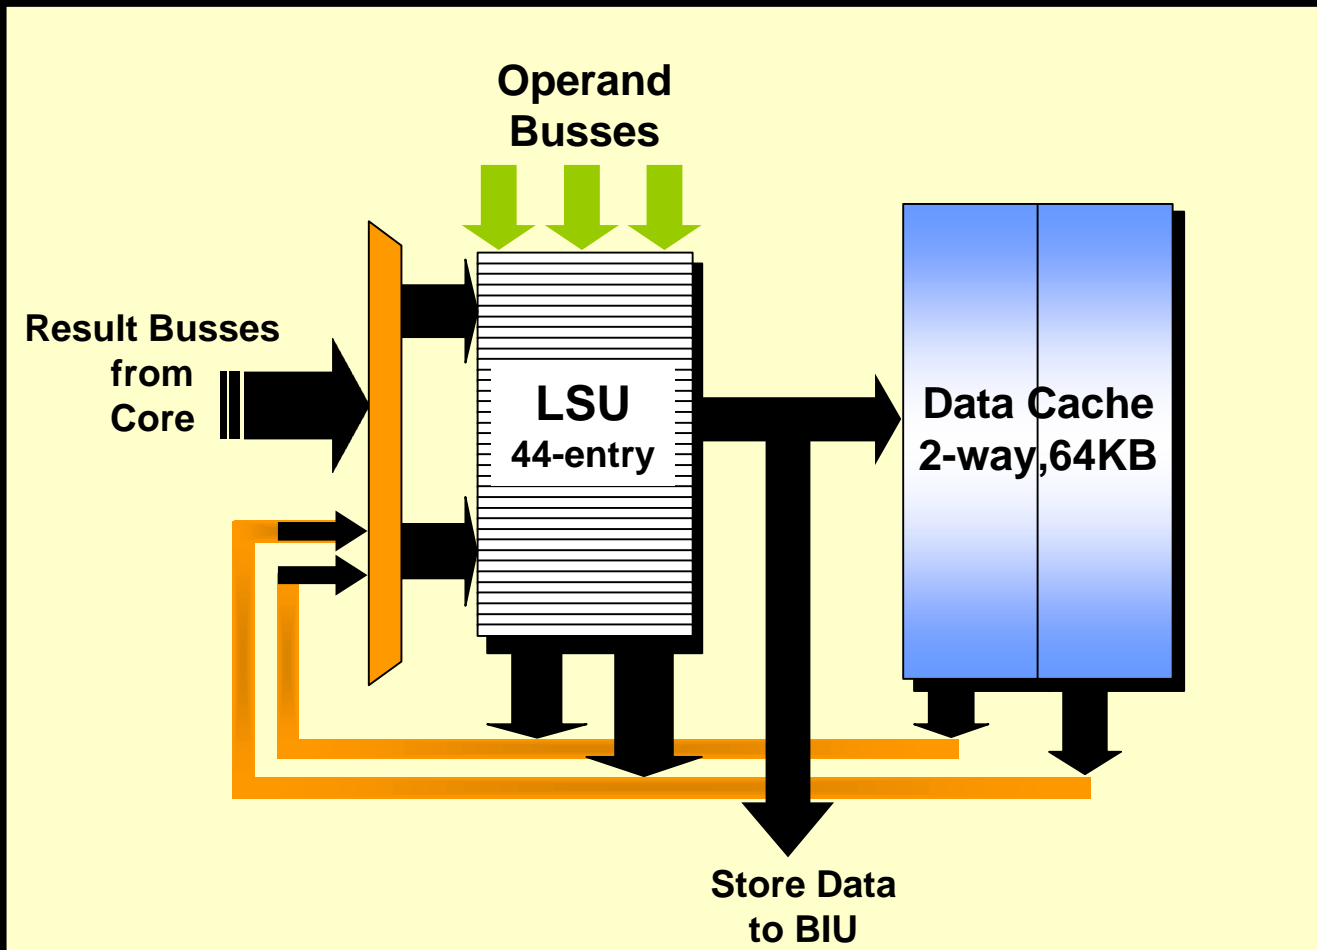 Operand
Busses
Result Busses
from
Core
LSU
44-entry
Data Cache
2-way,64KB
Store Data
to BIU